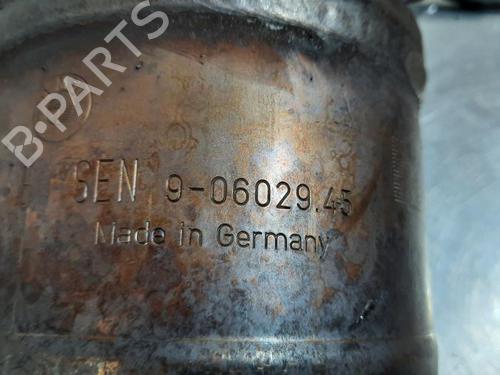 B-PARTS
SEN 9-06029.45
Made in Germany